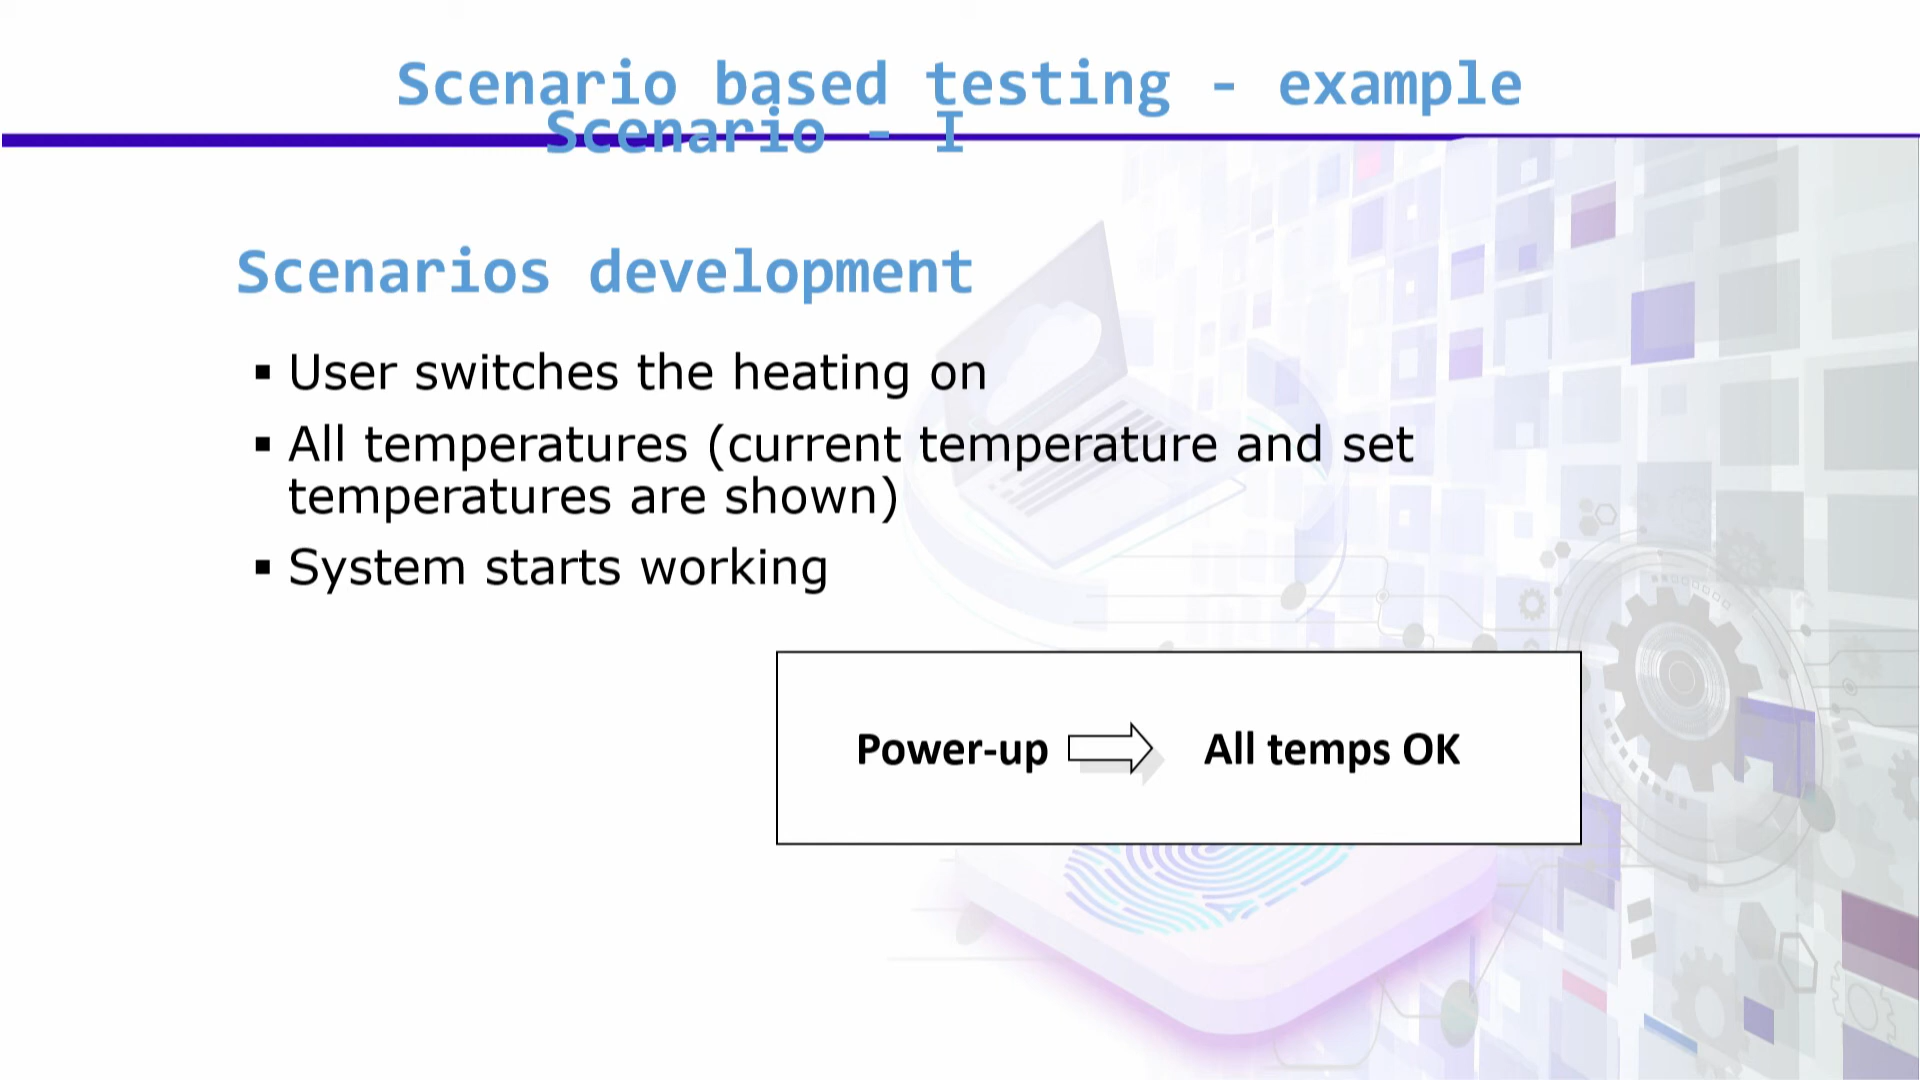 Scenario based testing - example
Scenario - I
Scenarios development
▪ User switches the heating on
▪ All temperatures (current temperature and set
temperatures are shown)
▪ System starts working
Power-up All temps OK